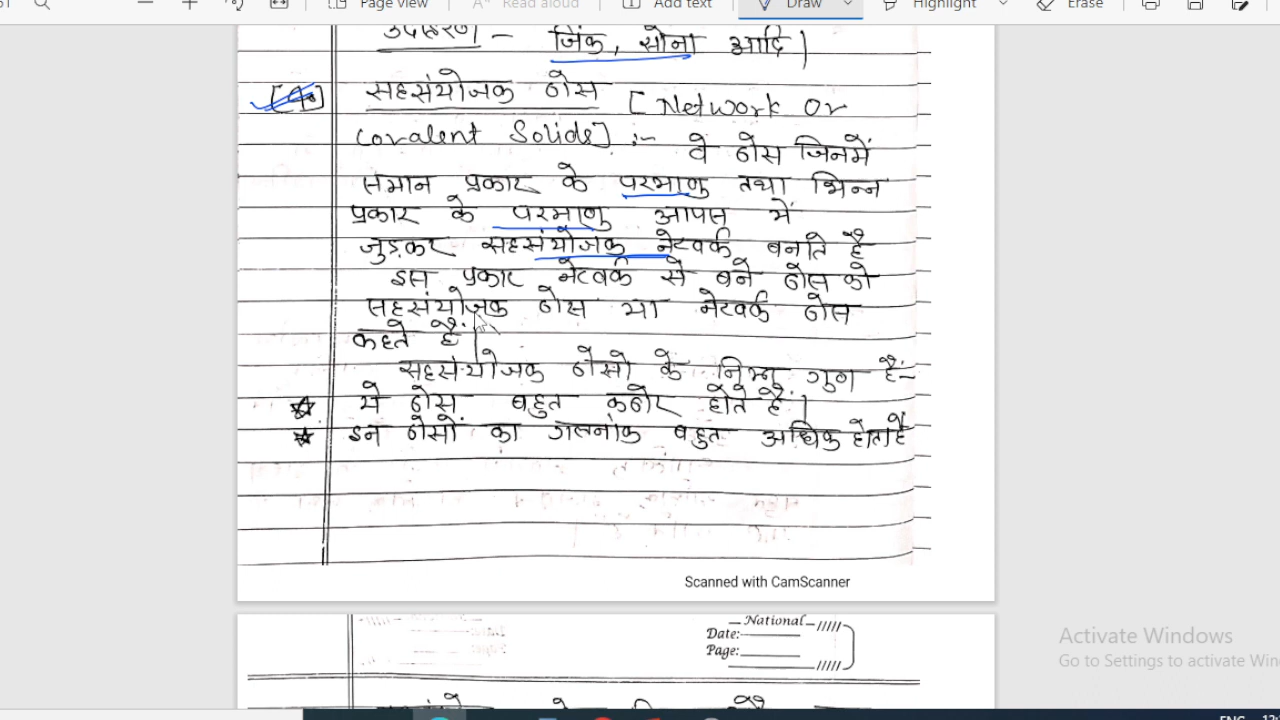 Page view
Read aloud
Add text
Draw
Highlight
Erase
उदाहरण - जिंक, सोना आदि|
सहसंयोजक ठोस [Network Or
Covalent Solids] :- वे ठोस जिनमें
समान प्रकार के परमाणु तथा भिन्न
प्रकार के परमाणु आपस में
जुड़कर सहसंयोजक नेटवर्क बनाते है
इस प्रकार नेटवर्क से बने ठोस को
सहसंयोजक ठोस या नेटवर्क ठोस
कहते हैं|
सहसंयोजक ठोसो के निम्न गुण हैं-
ये ठोस बहुत कठोर होते है|
इन ठोसों का गलनांक बहुत अधिक होता है
Scanned with CamScanner
National
Date:
Page:
Activate Windows
Go to Settings to activate Win
ENG